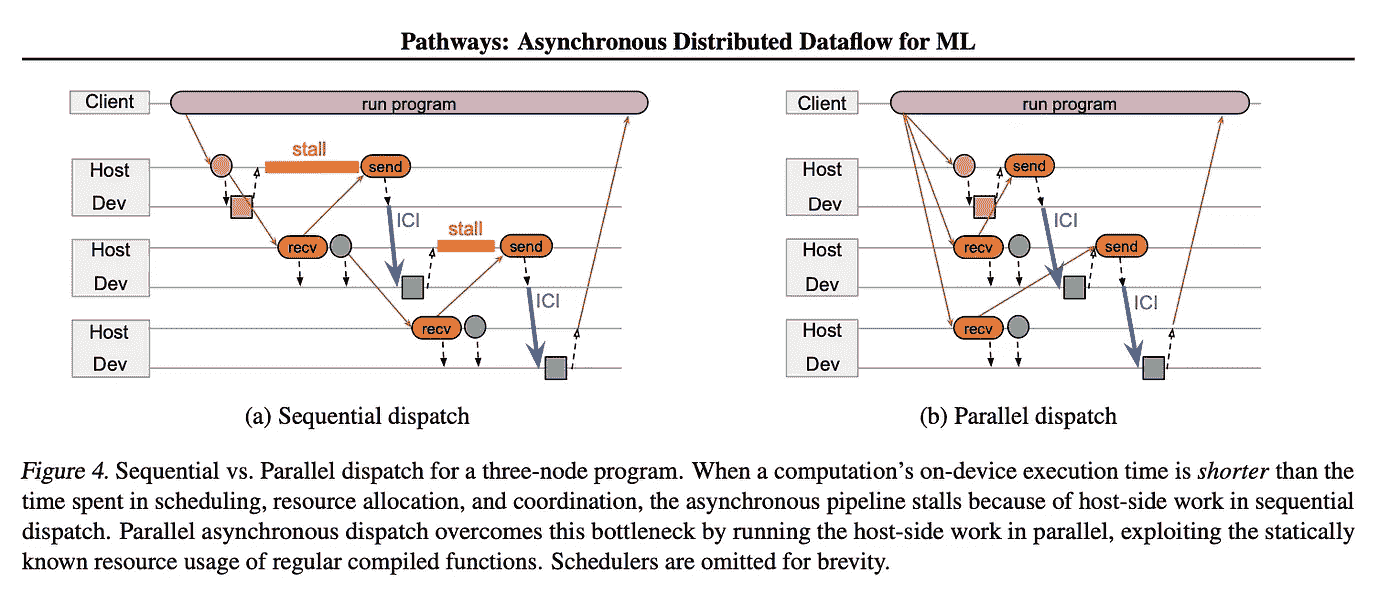 Pathways: Asynchronous Distributed Dataflow for ML
Client
run program
stall
Host
send
Dev
ICI
stall
Host
recv
send
Dev
ICI
Host
recv
Dev
(a) Sequential dispatch
Client
run program
Host
send
Dev
ICI
Host
recv
send
Dev
ICI
Host
recv
Dev
(b) Parallel dispatch
Figure 4. Sequential vs. Parallel dispatch for a three-node program. When a computation’s on-device execution time is shorter than the
time spent in scheduling, resource allocation, and coordination, the asynchronous pipeline stalls because of host-side work in sequential
dispatch. Parallel asynchronous dispatch overcomes this bottleneck by running the host-side work in parallel, exploiting the statically
known resource usage of regular compiled functions. Schedulers are omitted for brevity.